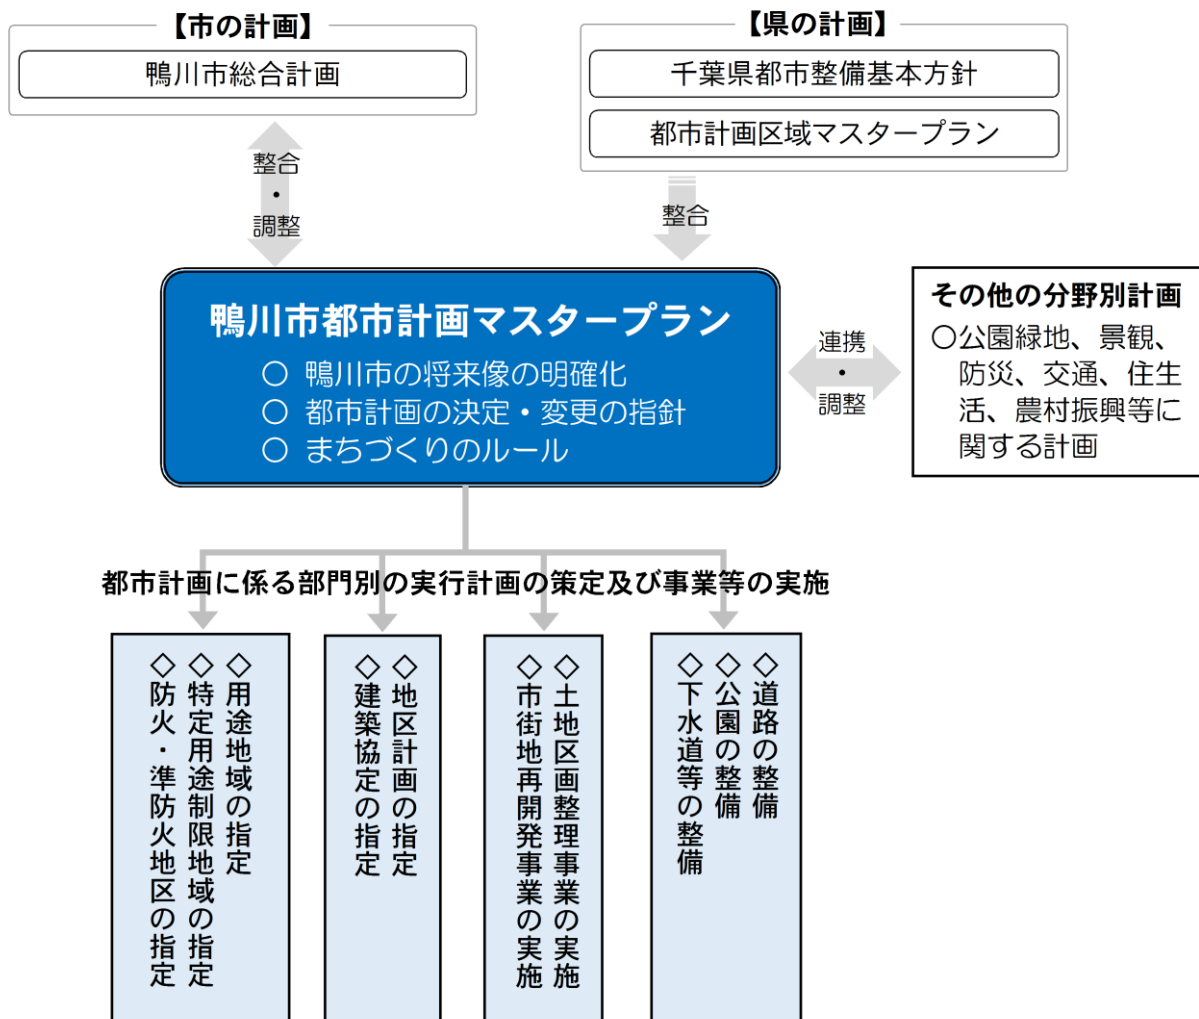 【市の計画】
鴨川市総合計画
【県の計画】
千葉県都市整備基本方針
都市計画区域マスタープラン
整合
・
調整
整合
鴨川市都市計画マスタープラン
○ 鴨川市の将来像の明確化
○ 都市計画の決定・変更の指針
○ まちづくりのルール
連携
・
調整
その他の分野別計画
○公園緑地、景観、
防災、交通、住生
活、農村振興等に
関する計画
都市計画に係る部門別の実行計画の策定及び事業等の実施
◇用途地域の指定
◇特定用途制限地域の指定
◇防火・準防火地区の指定
◇地区計画の指定
◇建築協定の指定
◇土地区画整理事業の実施
◇市街地再開発事業の実施
◇道路の整備
◇公園の整備
◇下水道等の整備